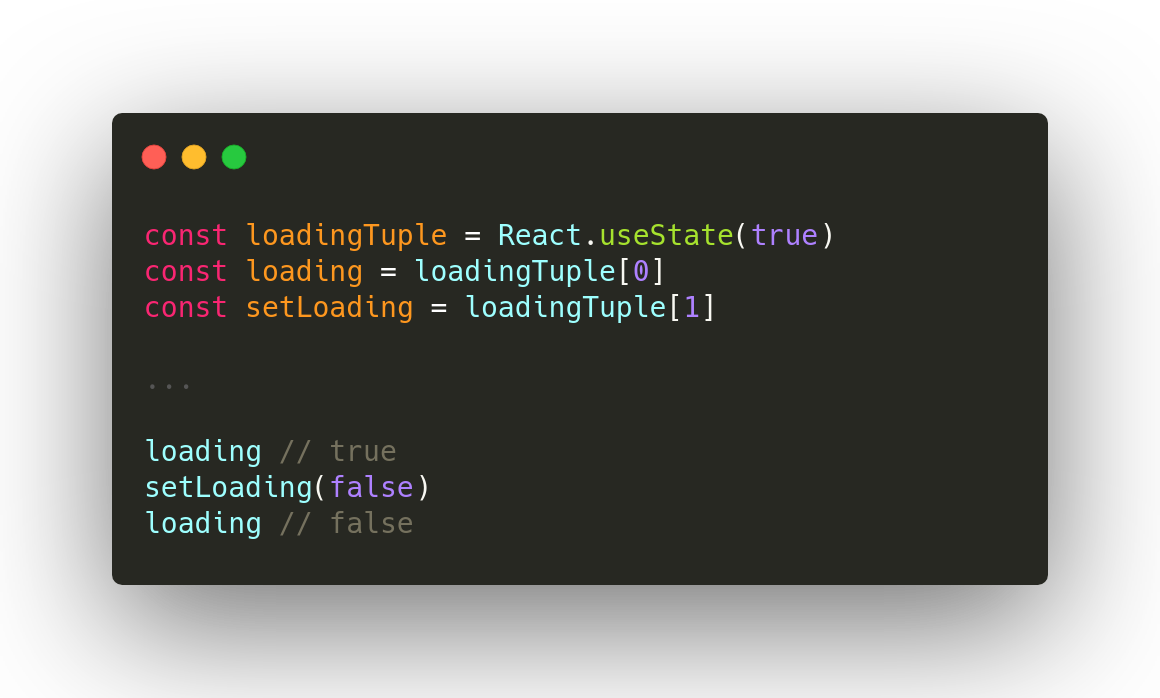 const loadingTuple = React.useState(true)
const loading = loadingTuple[0]
const setLoading = loadingTuple[1]
...
loading // true
setLoading(false)
loading // false